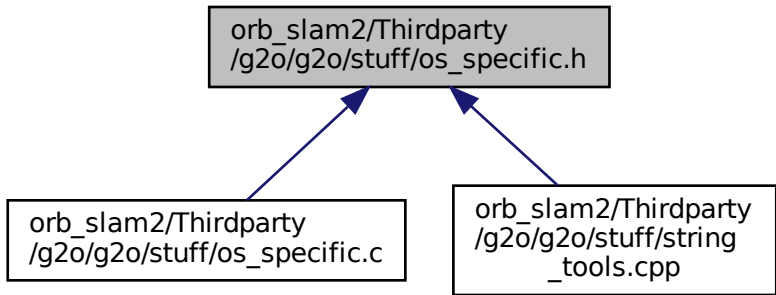 orb_slam2/Thirdparty
/g2o/g2o/stuff/os_specific.h
orb_slam2/Thirdparty
/g2o/g2o/stuff/os_specific.c
orb_slam2/Thirdparty
/g2o/g2o/stuff/string
_tools.cpp